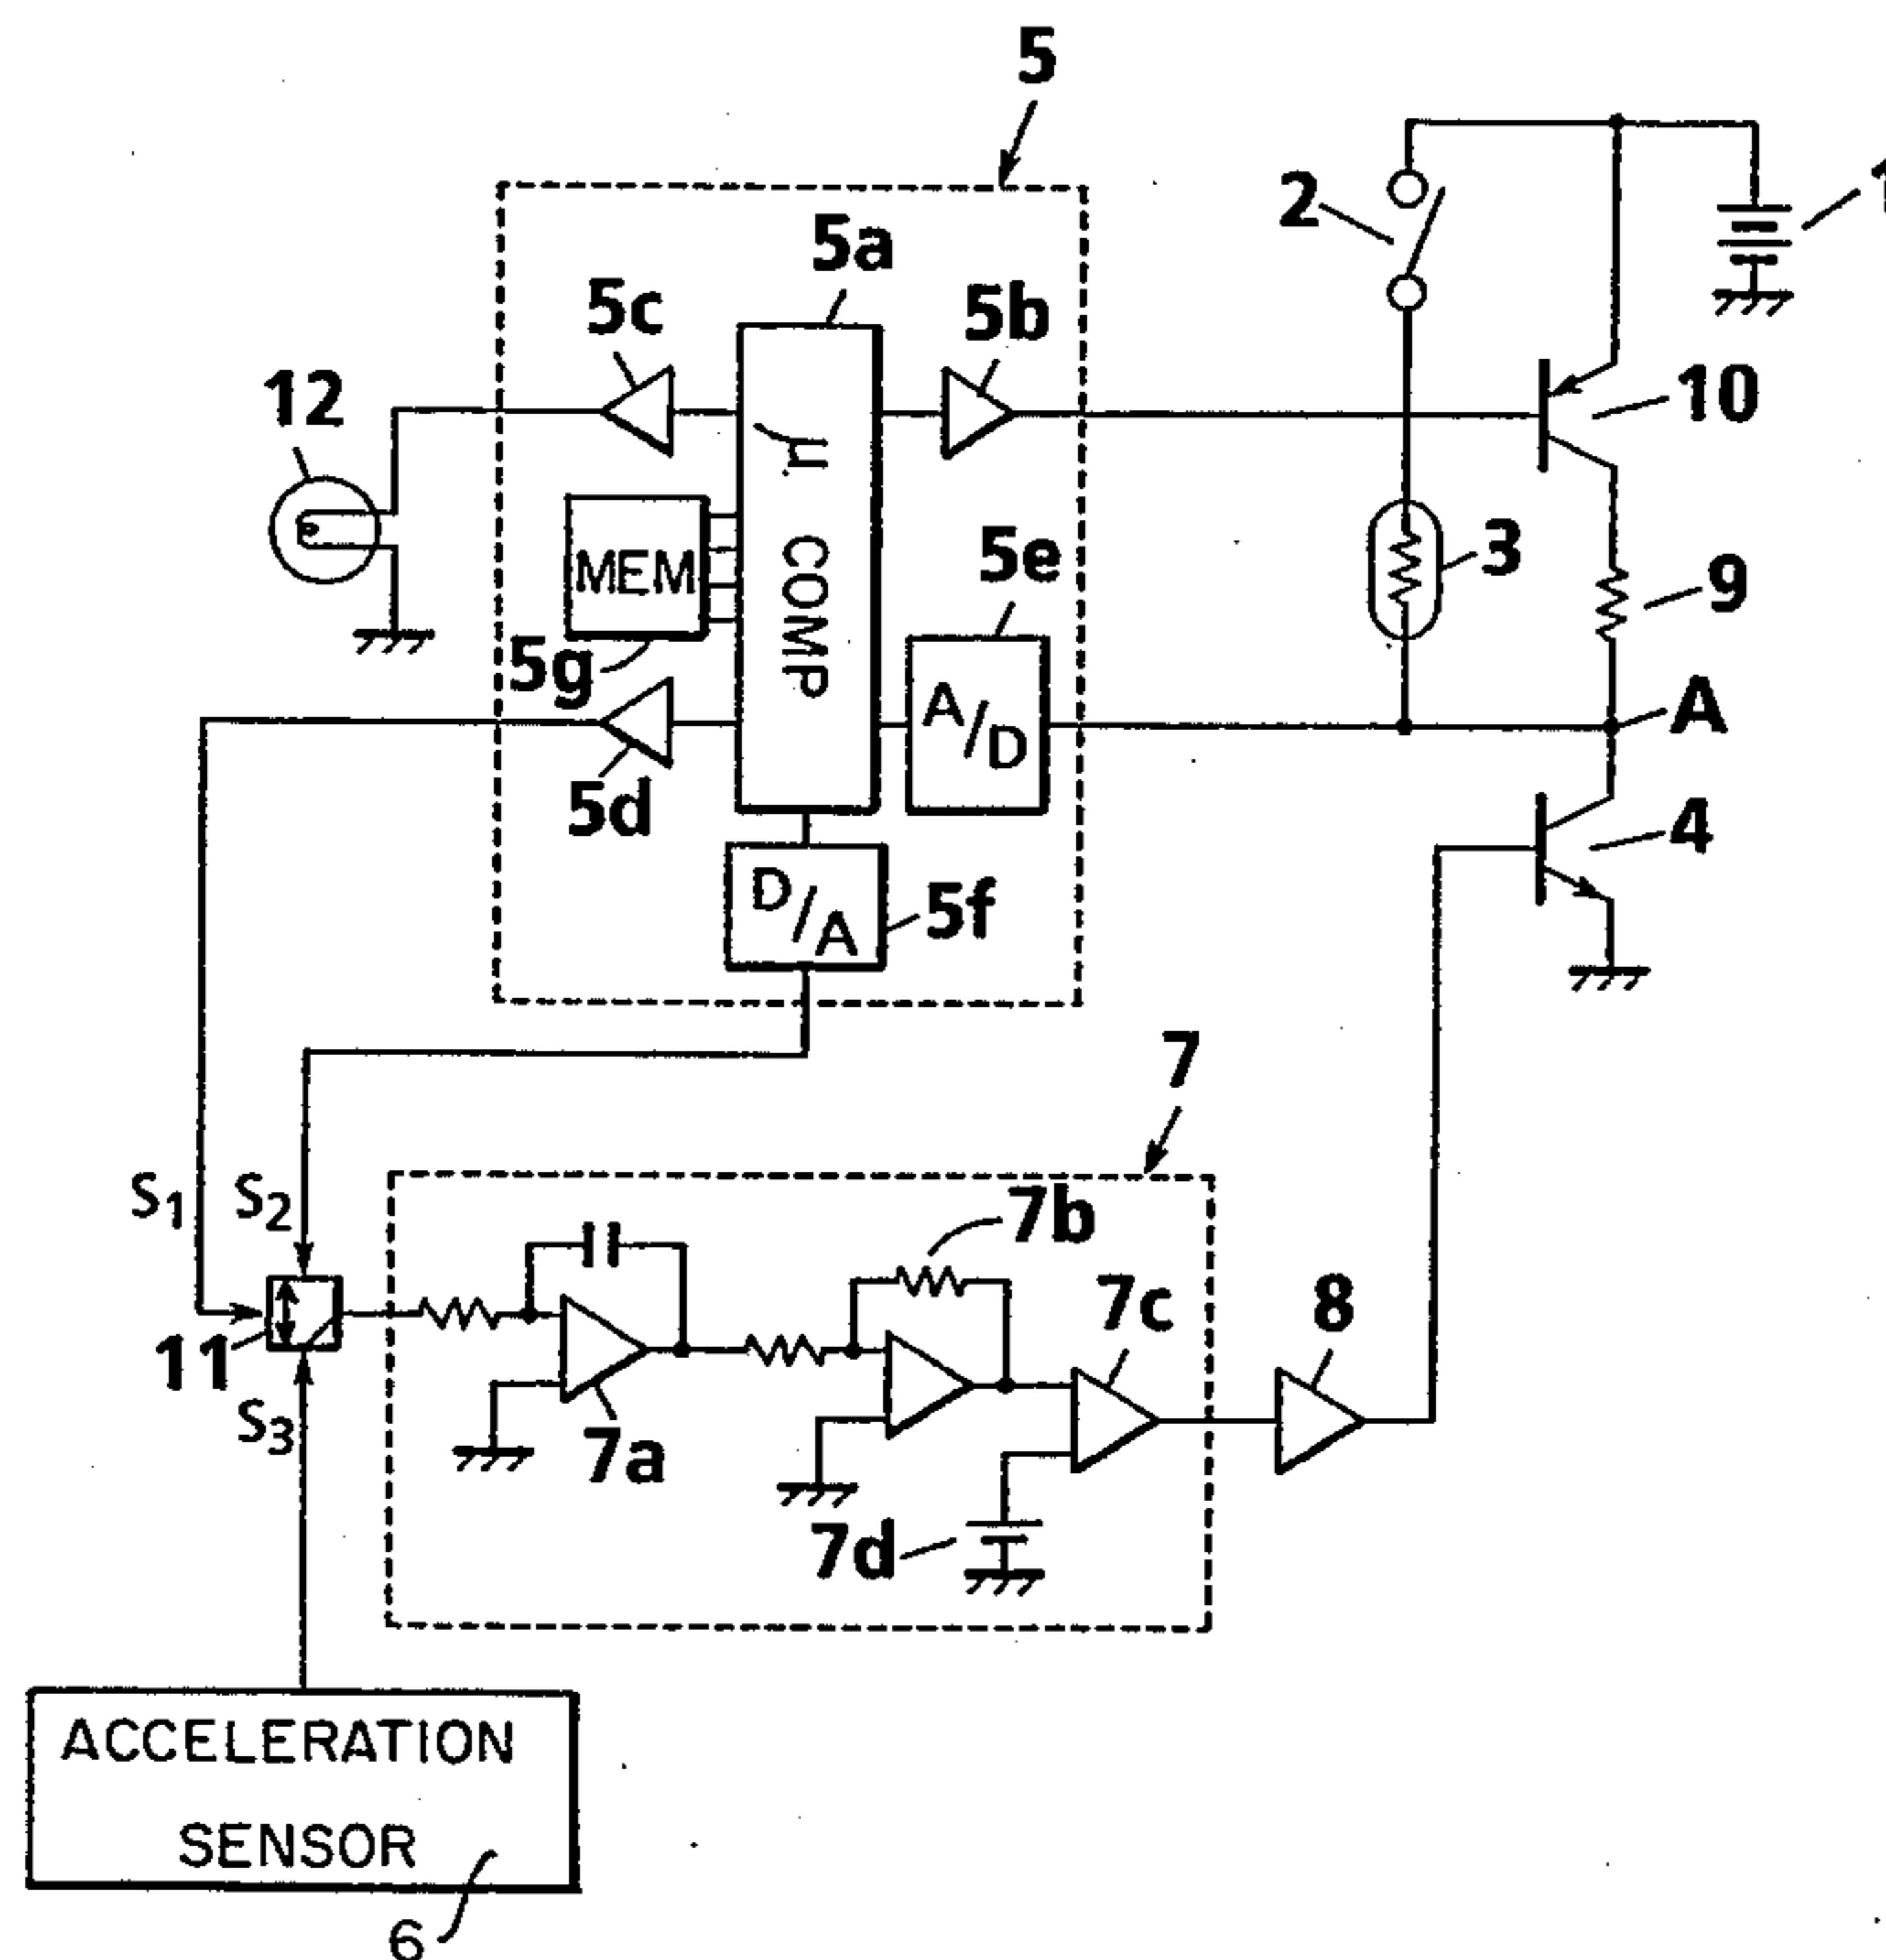 5
1
2
5a
5c
5b
12
10
µ COMP
MEM
5e
3
9
5g
A/D
A
5d
4
D/A
5f
7
S1
S2
7b
7c
8
11
S3
7a
7d
ACCELERATION
SENSOR
6